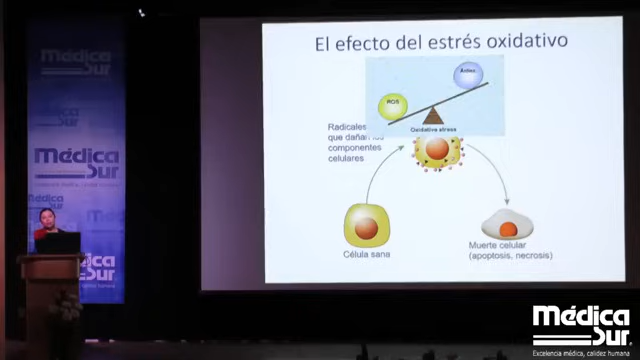 Médica
Sur
Médica
Sur
Médica
Sur
Médica
Sur
El efecto del estrés oxidativo
Antiox
ROS
Oxidative stress
Radicales
que dañan
componentes
celulares
Célula sana
Muerte celular
(apoptosis, necrosis)
Médica
Sur
Excelencia médica, calidez humana